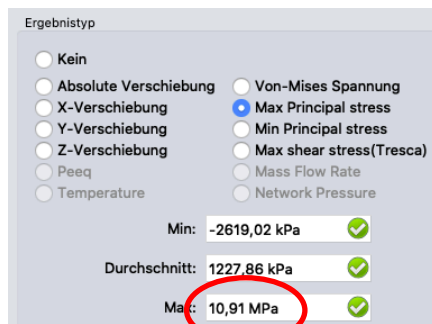 Ergebnistyp
Kein
Absolute Verschiebung Von-Mises Spannung
X-Verschiebung Max Principal stress
Y-Verschiebung Min Principal stress
Z-Verschiebung Max shear stress(Tresca)
Peeq Mass Flow Rate
Temperature Network Pressure
Min: -2619,02 kPa
Durchschnitt: 1227,86 kPa
Max: 10,91 MPa